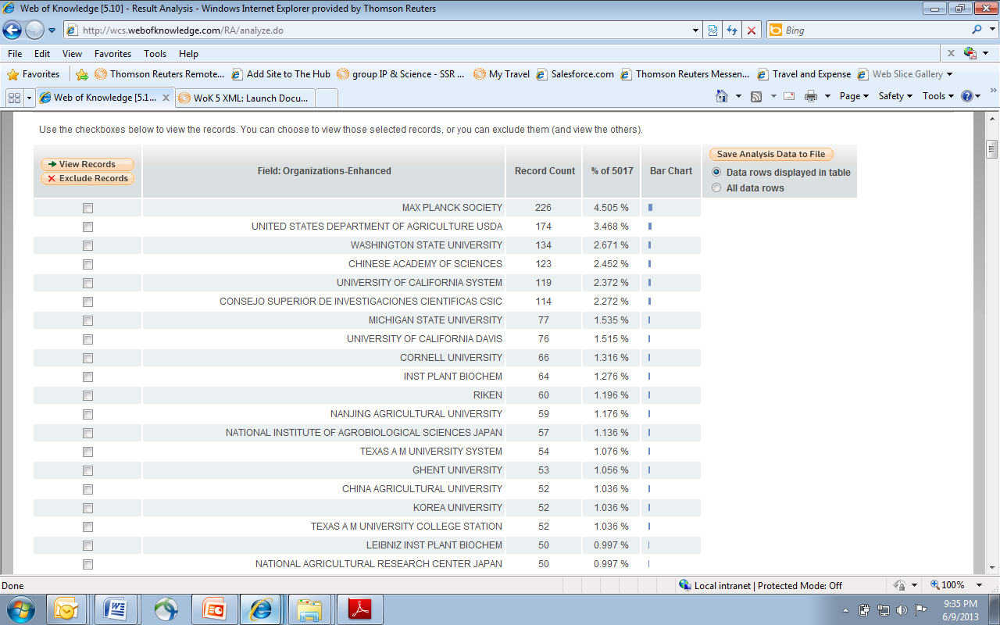 Web of Knowledge [5.10] - Result Analysis - Windows Internet Explorer provided by Thomson Reuters
http://wcs.webofknowledge.com/RA/analyze.do
Bing
File Edit View Favorites Tools Help
Favorites Thomson Reuters Remote... Add Site to The Hub group IP & Science - SSR ... My Travel Salesforce.com Thomson Reuters Messen... Travel and Expense Web Slice Gallery
Web of Knowledge [5.1... WoK 5 XML: Launch Docu... Page Safety Tools
Use the checkboxes below to view the records. You can choose to view those selected records, or you can exclude them (and view the others).
View Records
Exclude Records
Field: Organizations-Enhanced Record Count % of 5017 Bar Chart
Save Analysis Data to File
Data rows displayed in table
All data rows
MAX PLANCK SOCIETY 226 4.505 %
UNITED STATES DEPARTMENT OF AGRICULTURE USDA 174 3.468 %
WASHINGTON STATE UNIVERSITY 134 2.671 %
CHINESE ACADEMY OF SCIENCES 123 2.452 %
UNIVERSITY OF CALIFORNIA SYSTEM 119 2.372 %
CONSEJO SUPERIOR DE INVESTIGACIONES CIENTIFICAS CSIC 114 2.272 %
MICHIGAN STATE UNIVERSITY 77 1.535 %
UNIVERSITY OF CALIFORNIA DAVIS 76 1.515 %
CORNELL UNIVERSITY 66 1.316 %
INST PLANT BIOCHEM 64 1.276 %
RIKEN 60 1.196 %
NANJING AGRICULTURAL UNIVERSITY 59 1.176 %
NATIONAL INSTITUTE OF AGROBIOLOGICAL SCIENCES JAPAN 57 1.136 %
TEXAS A M UNIVERSITY SYSTEM 54 1.076 %
GHENT UNIVERSITY 53 1.056 %
CHINA AGRICULTURAL UNIVERSITY 52 1.036 %
KOREA UNIVERSITY 52 1.036 %
TEXAS A M UNIVERSITY COLLEGE STATION 52 1.036 %
LEIBNIZ INST PLANT BIOCHEM 50 0.997 %
NATIONAL AGRICULTURAL RESEARCH CENTER JAPAN 50 0.997 %
Done Local intranet | Protected Mode: Off 100%
9:35 PM
6/9/2013